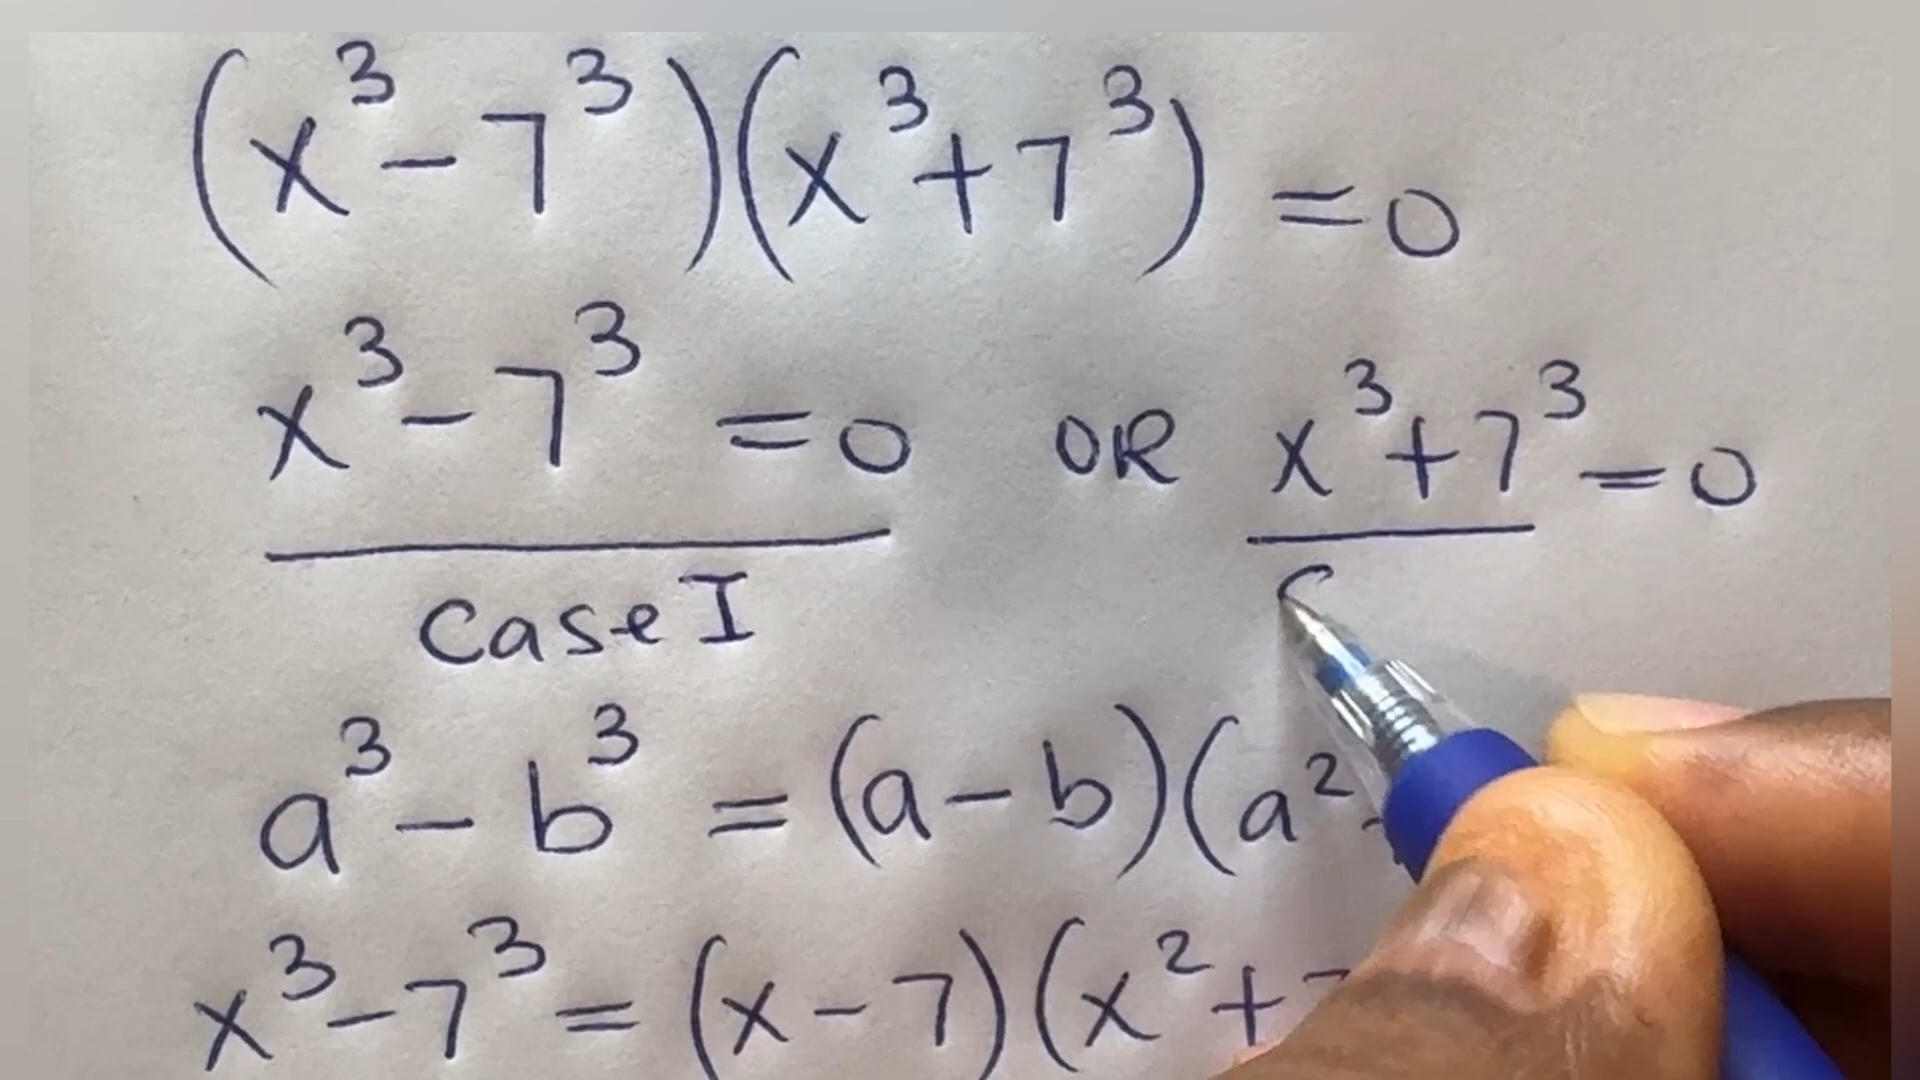 (x³ - 7³)(x³ + 7³) = 0
x³ - 7³ = 0 OR x³ + 7³ = 0
Case I C
a³ - b³ = (a - b)(a²
x³ - 7³ = (x - 7)(x² +